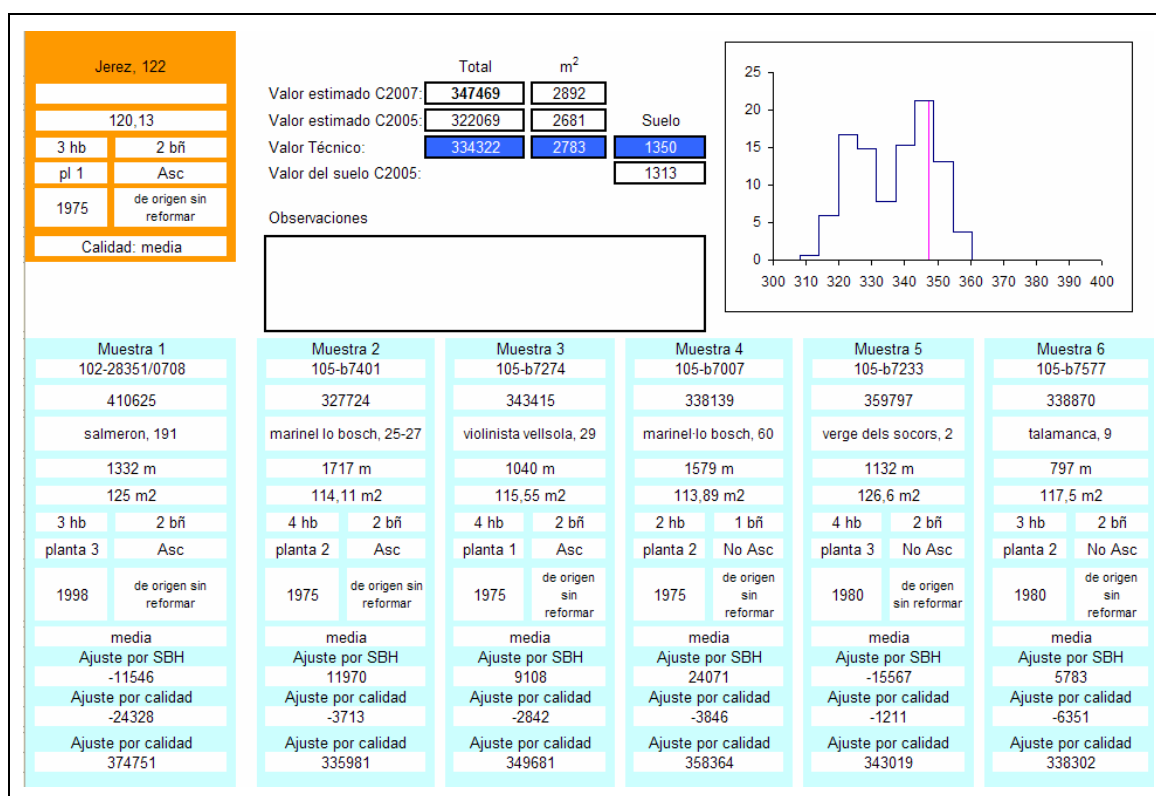 Jerez, 122
120,13
3 hb 2 bñ
pl 1 Asc
1975 de origen sin
reformar
Calidad: media
Total m²
Valor estimado C2007: 347469 2892
Valor estimado C2005: 322069 2681 Suelo
Valor Técnico: 334322 2783 1350
Valor del suelo C2005: 1313
Observaciones
25
20
15
10
5
0
300 310 320 330 340 350 360 370 380 390 400
Muestra 1
102-28351/0708
410625
salmeron, 191
1332 m
125 m2
3 hb 2 bñ
planta 3 Asc
1998 de origen sin
reformar
media
Ajuste por SBH
-11546
Ajuste por calidad
-24328
Ajuste por calidad
374751
Muestra 2
105-b7401
327724
marinel lo bosch, 25-27
1717 m
114,11 m2
4 hb 2 bñ
planta 2 Asc
1975 de origen sin
reformar
media
Ajuste por SBH
11970
Ajuste por calidad
-3713
Ajuste por calidad
335981
Muestra 3
105-b7274
343415
violinista vellsola, 29
1040 m
115,55 m2
4 hb 2 bñ
planta 1 Asc
1975 de origen
sin
reformar
media
Ajuste por SBH
9108
Ajuste por calidad
-2842
Ajuste por calidad
349681
Muestra 4
105-b7007
338139
marinel·lo bosch, 60
1579 m
113,89 m2
2 hb 1 bñ
planta 2 No Asc
1975 de origen
sin
reformar
media
Ajuste por SBH
24071
Ajuste por calidad
-3846
Ajuste por calidad
358364
Muestra 5
105-b7233
359797
verge dels socors, 2
1132 m
126,6 m2
4 hb 2 bñ
planta 3 No Asc
1980 de origen
sin reformar
media
Ajuste por SBH
-15567
Ajuste por calidad
-1211
Ajuste por calidad
343019
Muestra 6
105-b7577
338870
talamanca, 9
797 m
117,5 m2
3 hb 2 bñ
planta 2 No Asc
1980 de origen
sin
reformar
media
Ajuste por SBH
5783
Ajuste por calidad
-6351
Ajuste por calidad
338302